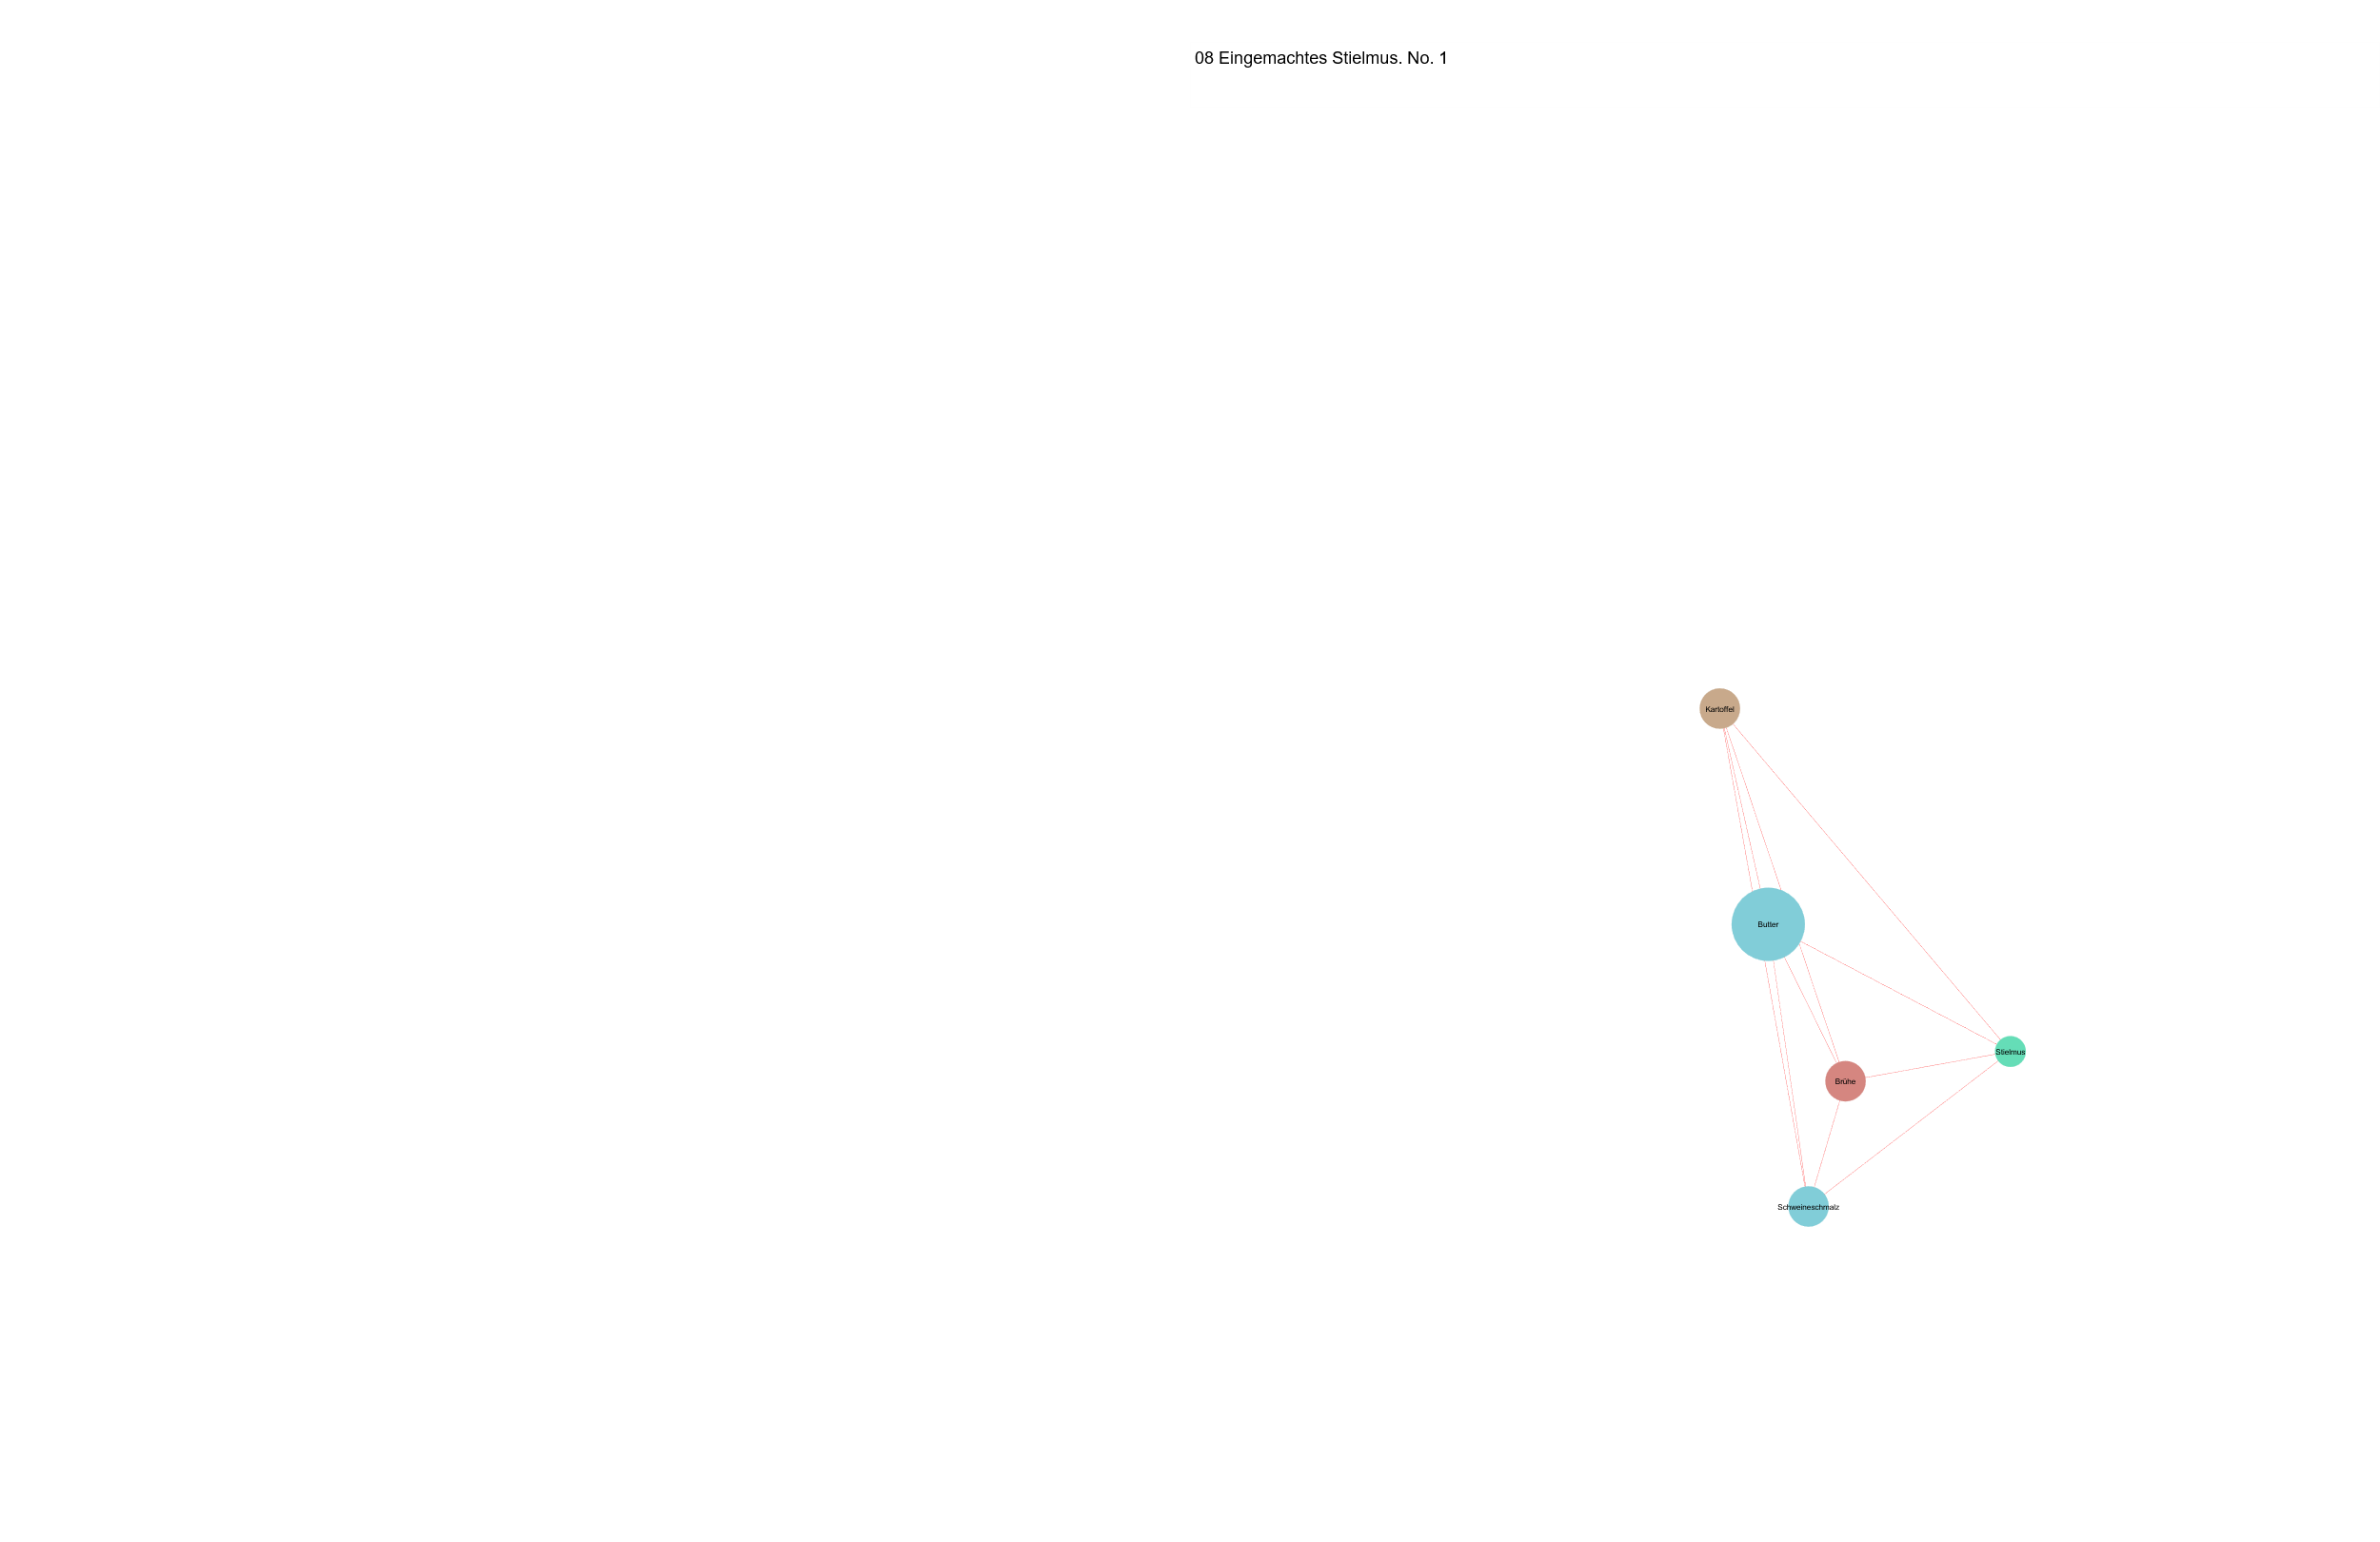 08 Eingemachtes Stielmus. No. 1
Kartoffel
Butter
Stielmus
Brühe
Schweineschmalz